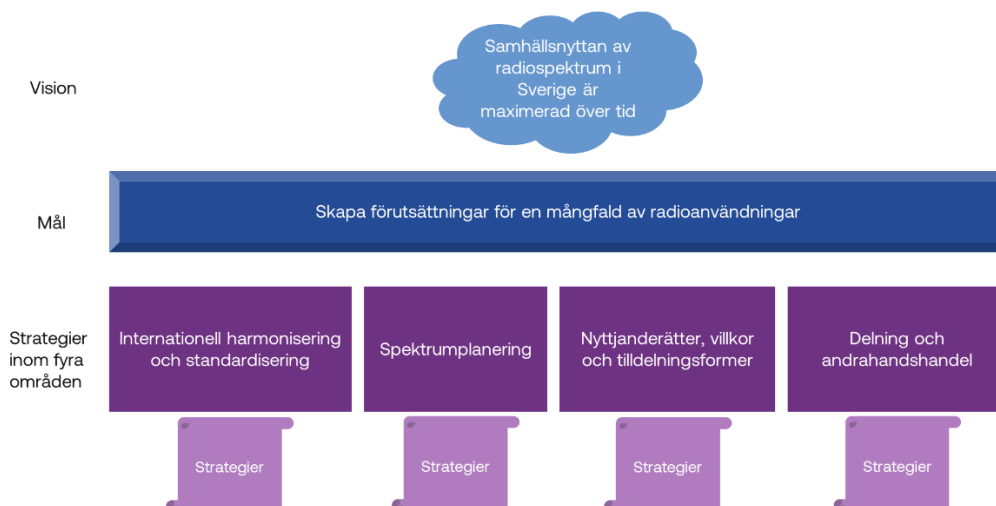 Vision
Samhällsnyttan av
radiospektrum i
Sverige är
maximerad över tid
Mål
Skapa förutsättningar för en mångfald av radioanvändningar
Strategier
inom fyra
områden
Internationell harmonisering
och standardisering
Spektrumplanering
Nyttjanderätter, villkor
och tilldelningsformer
Delning och
andrahandshandel
Strategier
Strategier
Strategier
Strategier